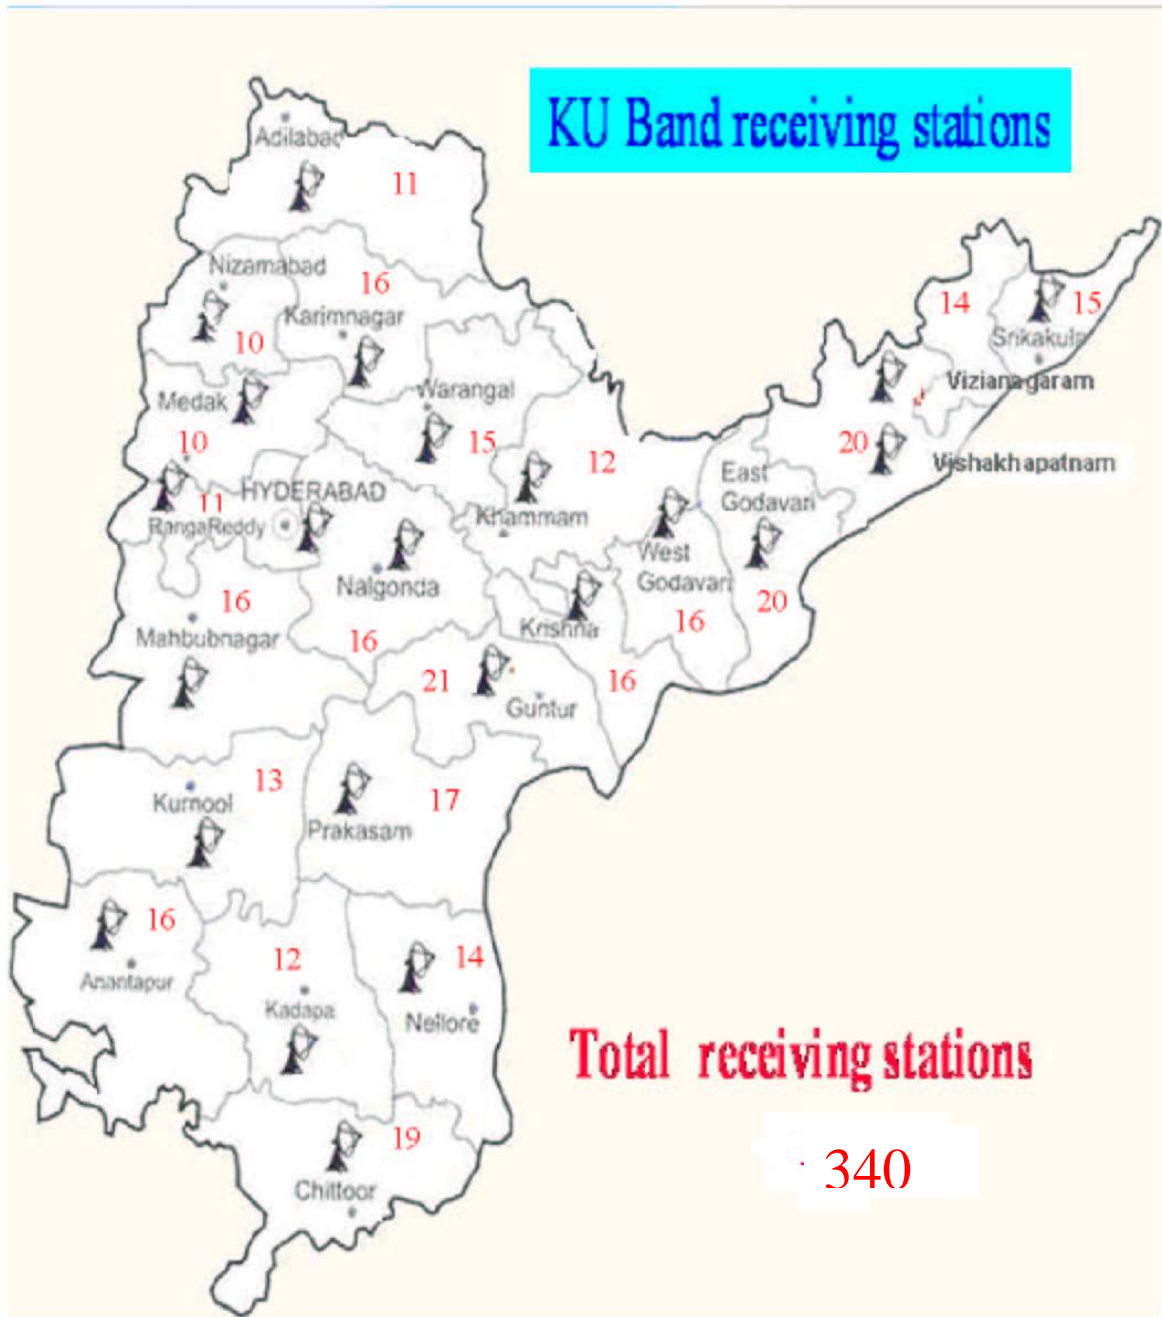 KU Band receiving stations
Adilabad
11
Nizamabad
16
Karimnagar
10
14
15
Srikakulam
Medak
Warangal
Vizianagaram
10
15
12
20
East
Godavari
Vishakhapatnam
11
HYDERABAD
RangaReddy
Khammam
West
Godavari
Nalgonda
16
20
Mahbubnagar
16
Krishna
16
21
16
Guntur
13
Kurnool
17
Prakasam
16
Anantapur
12
Kadapa
14
Nellore
Total receiving stations
19
340
Chittoor